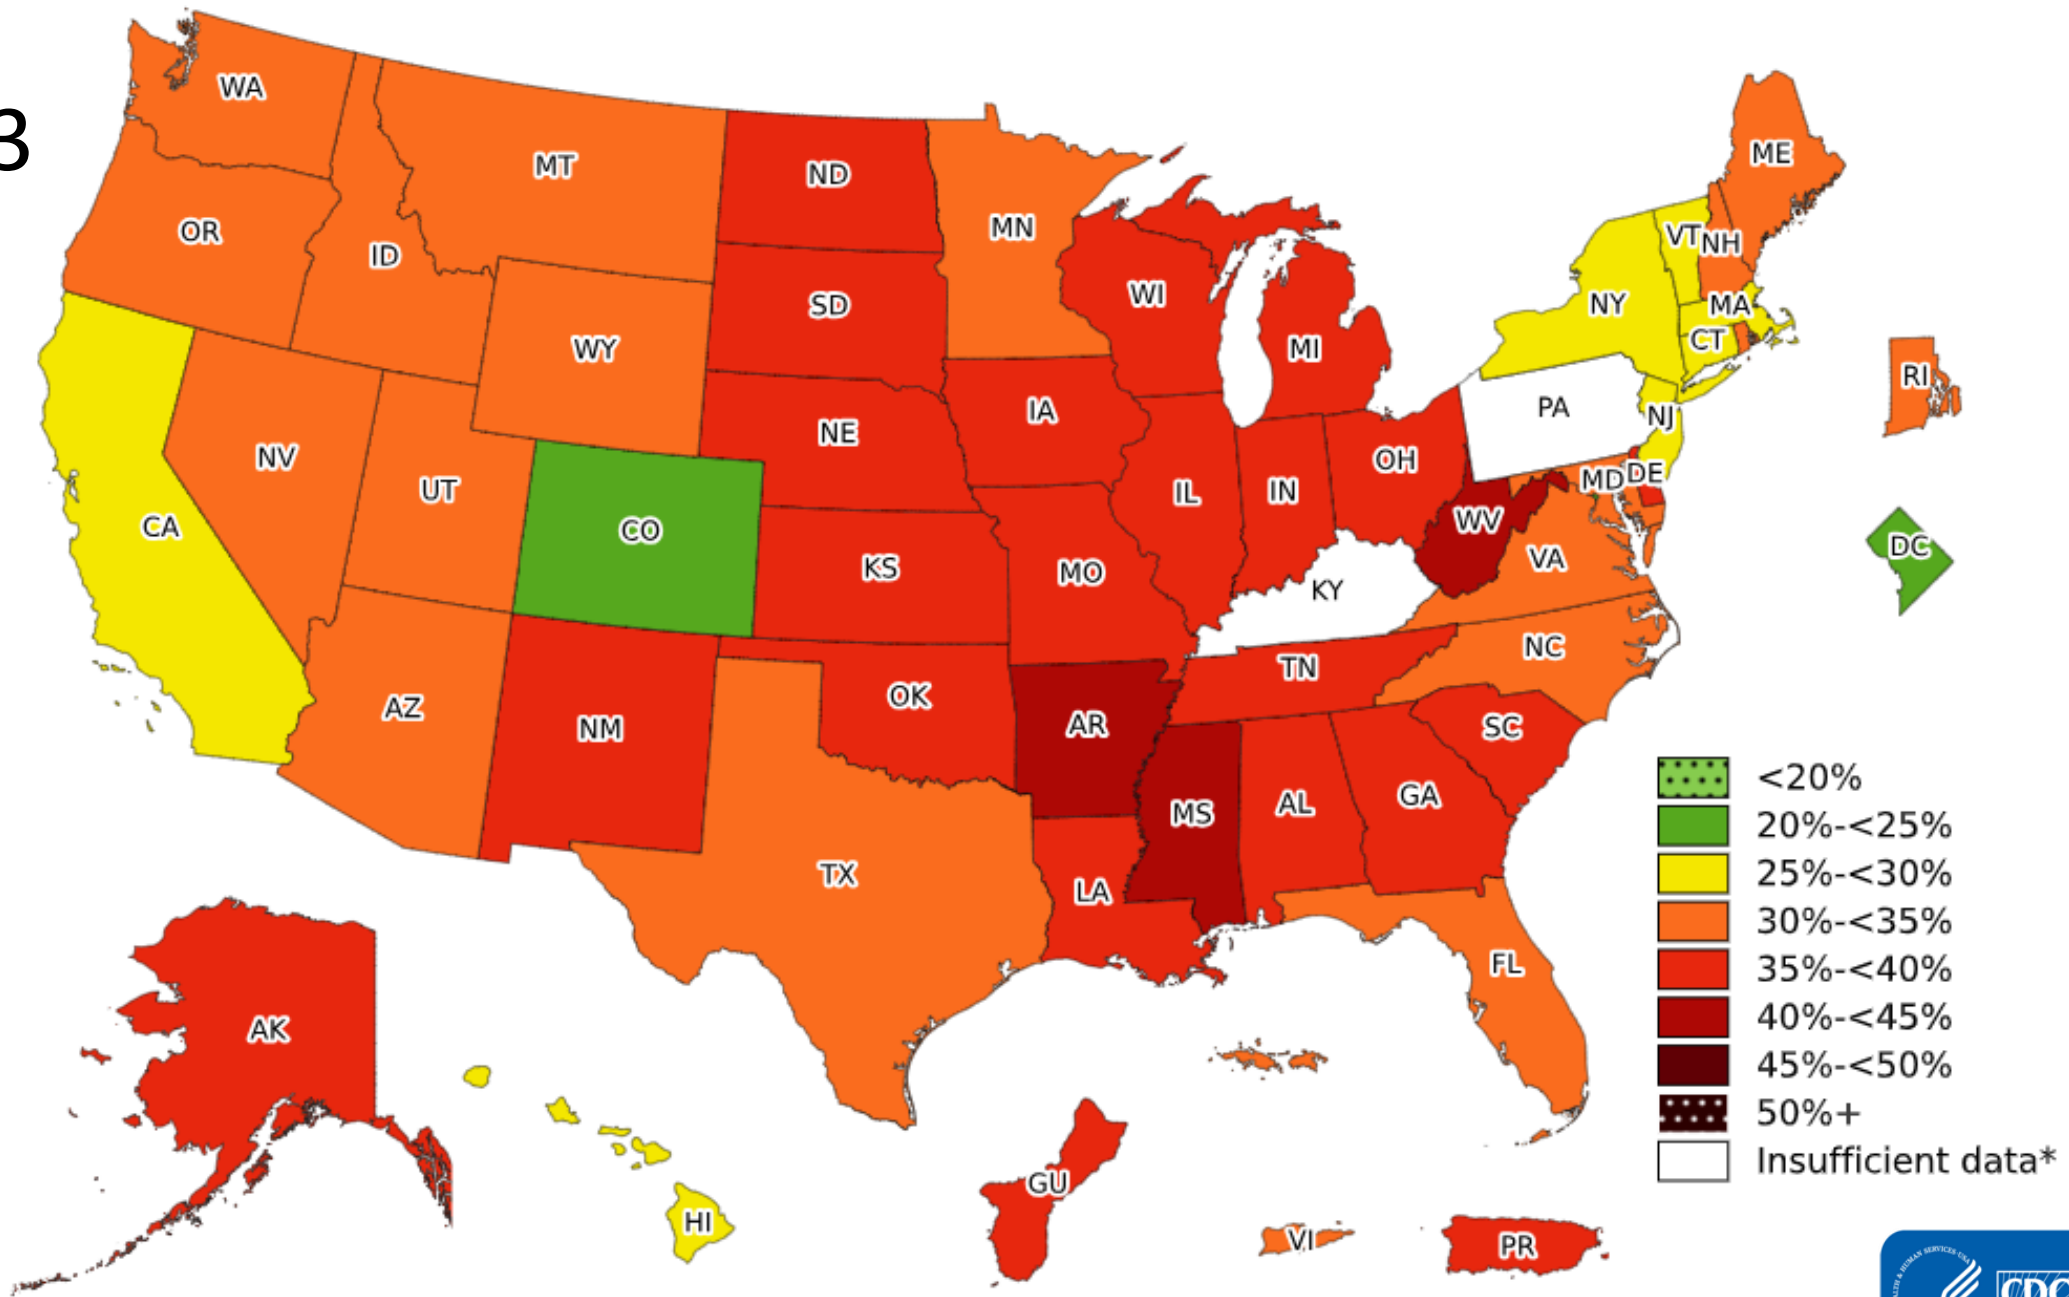 3
WA
MT
ND
MN
ME
OR
ID
SD
WI
VT
NH
WY
MI
NY
MA
CT
NE
IA
PA
NJ
RI
NV
UT
CO
IL
IN
OH
MD
DE
CA
KS
MO
WV
VA
DC
KY
NC
AZ
NM
OK
AR
TN
SC
TX
LA
MS
AL
GA
FL
AK
HI
GU
VI
PR
<20%
20%-<25%
25%-<30%
30%-<35%
35%-<40%
40%-<45%
45%-<50%
50%+
Insufficient data*